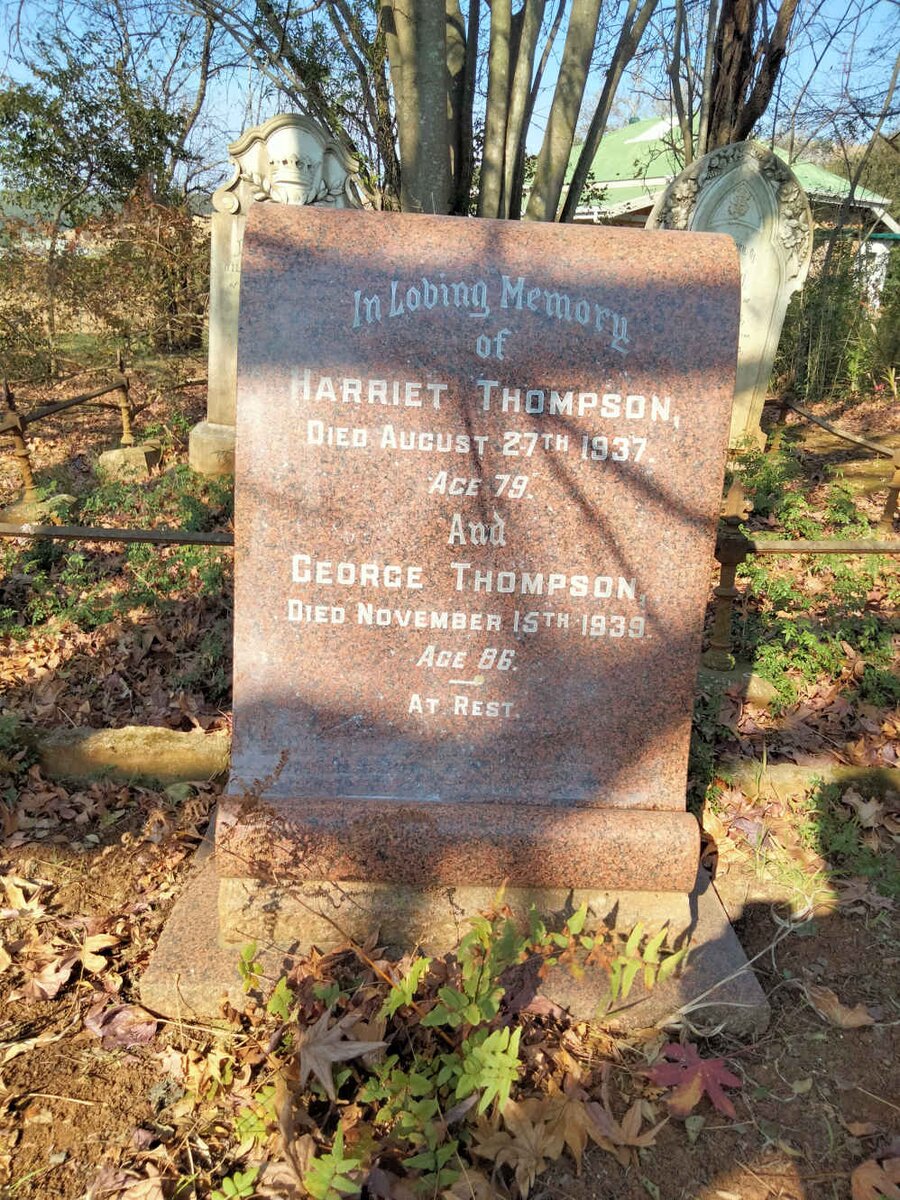 In Loving Memory
of
HARRIET THOMPSON,
DIED AUGUST 27TH 1937.
AGE 79.
And
GEORGE THOMPSON,
DIED NOVEMBER 15TH 1939.
AGE 86.
AT REST.